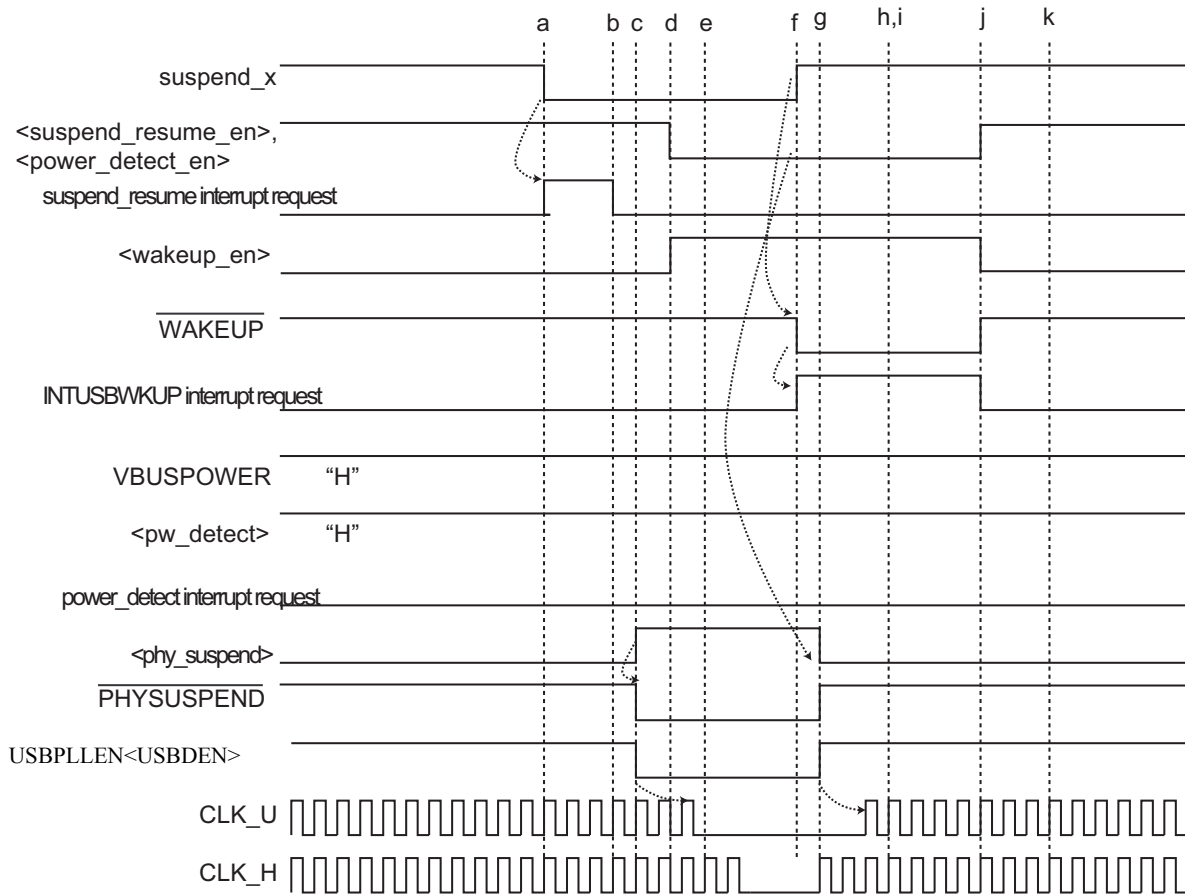 a b c d e f g h,i j k
suspend_x
<suspend_resume_en>,
<power_detect_en>
suspend_resume interrupt request
<wakeup_en>
WAKEUP
INTUSBWKUP interrupt request
VBUSPOWER “H”
<pw_detect> “H”
power_detect interrupt request
<phy_suspend>
PHYSUSPEND
USBPLLEN<USBDEN>
CLK_U
CLK_H